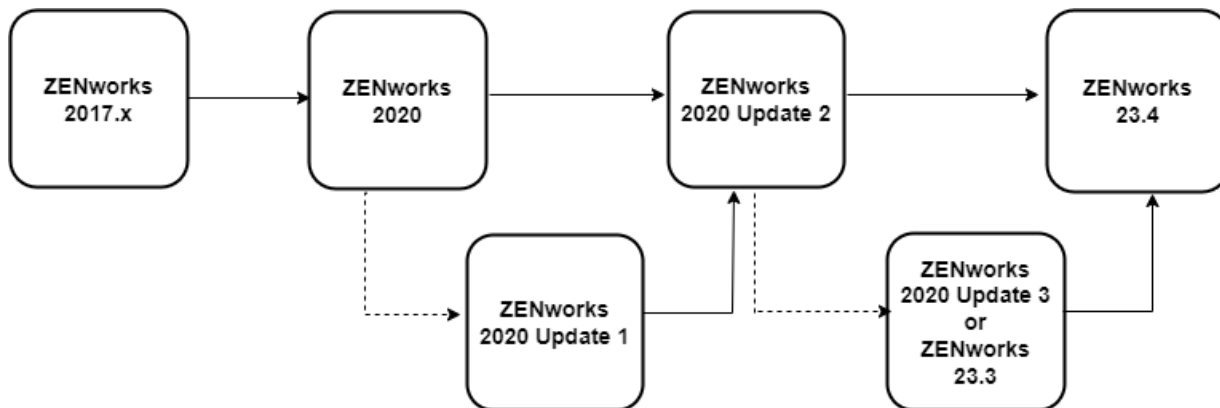 ZENworks
2017.x
ZENworks
2020
ZENworks
2020 Update 2
ZENworks
23.4
ZENworks
2020 Update 1
ZENworks
2020 Update 3
or
ZENworks
23.3